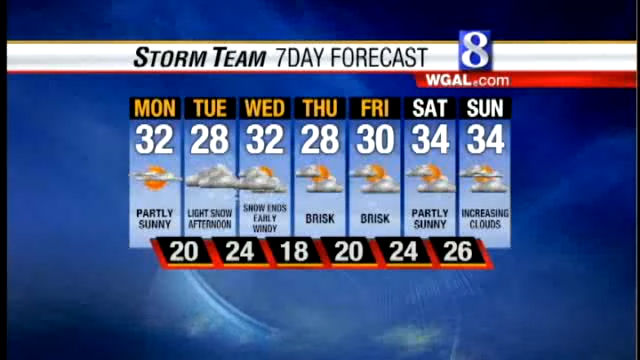 STORM TEAM 7DAY FORECAST 8
WGAL.com
MON TUE WED THU FRI SAT SUN
32 28 32 28 30 34 34
PARTLY SUNNY
LIGHT SNOW AFTERNOON
SNOW ENDS EARLY WINDY
BRISK
BRISK
PARTLY SUNNY
INCREASING CLOUDS
20 24 18 20 24 26